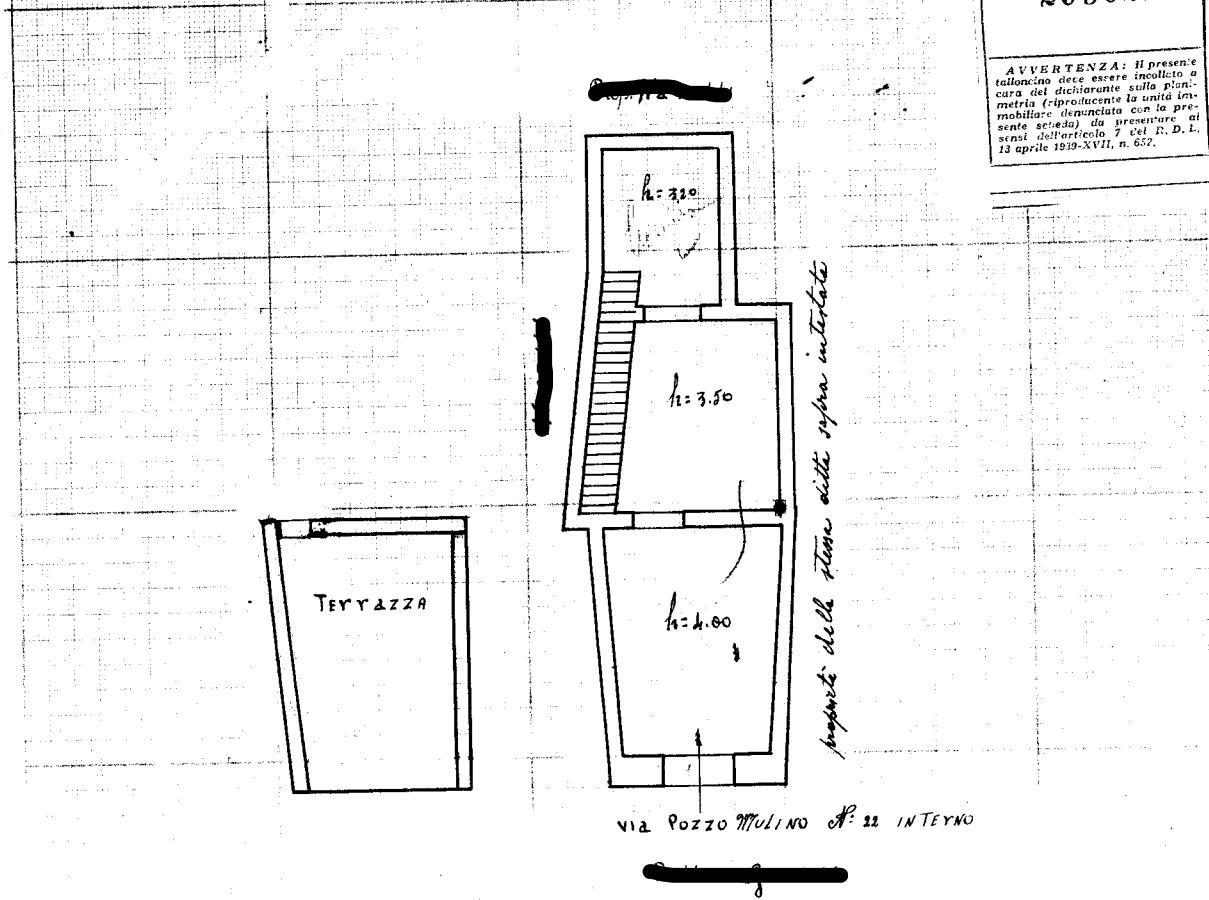 AVVERTENZA: Il presente
talloncino deve essere incollato a
cura del dichiarante sulla plani-
metria (riproducente la unità im-
mobiliare denunciata con la pre-
sente scheda) da presentare ai
sensi dell'articolo 7 del R. D. L.
13 aprile 1939-XVII, n. 652.
h=3.20
h=3.50
proprietà della stessa ditta sopra intestata
TErrazza
h=4.00
via Pozzo Mulino N: 22 INTErNO